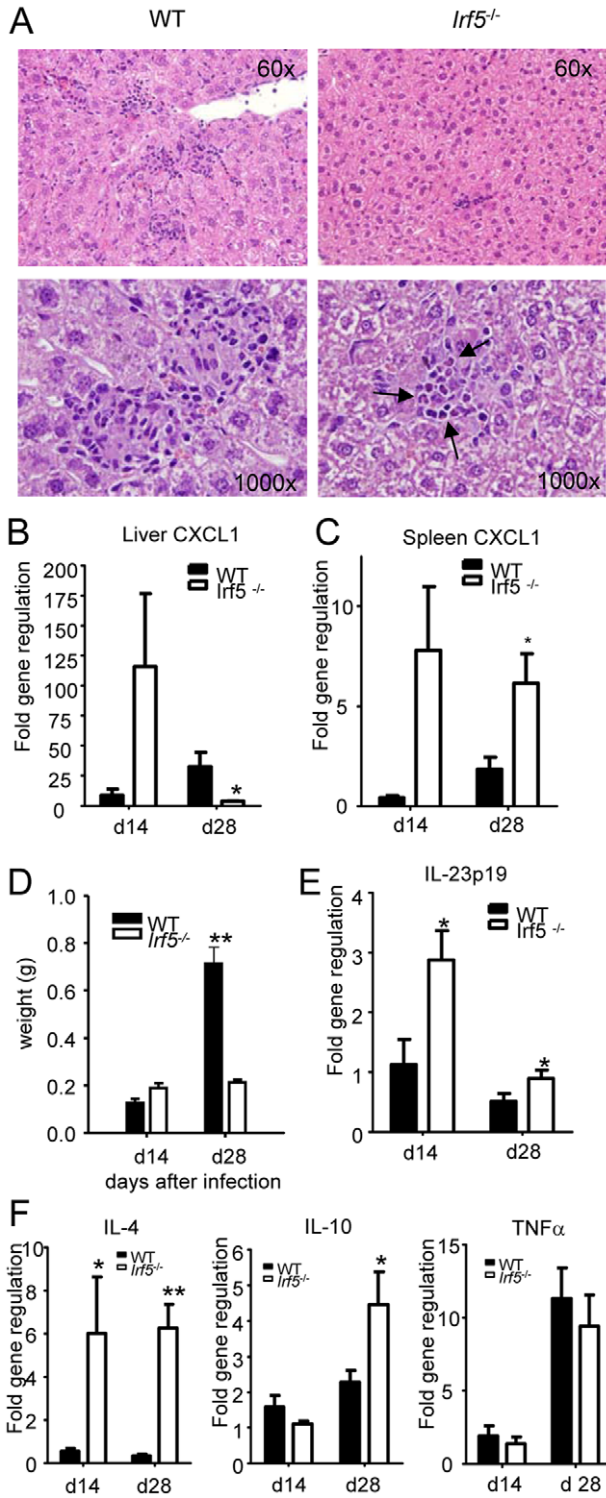 A
WT
Irf5-/-
60x
60x
1000x
1000x
B
Liver CXCL1
Fold gene regulation
200
175
150
125
100
75
50
25
0
WT
Irf5 -/-
*
d14
d28
C
Spleen CXCL1
Fold gene regulation
10
5
0
WT
Irf5 -/-
*
d14
d28
D
weight (g)
1.0
0.8
0.6
0.4
0.2
0.0
WT
Irf5-/-
**
d14
d28
days after infection
E
IL-23p19
Fold gene regulation
4
3
2
1
0
WT
Irf5 -/-
*
*
d14
d28
F
IL-4
Fold gene regulation
10
8
6
4
2
0
WT
Irf5-/-
*
**
d14
d28
IL-10
Fold gene regulation
6
5
4
3
2
1
0
WT
Irf5-/-
*
d14
d28
TNFα
Fold gene regulation
15
10
5
0
WT
Irf5-/-
d14
d 28